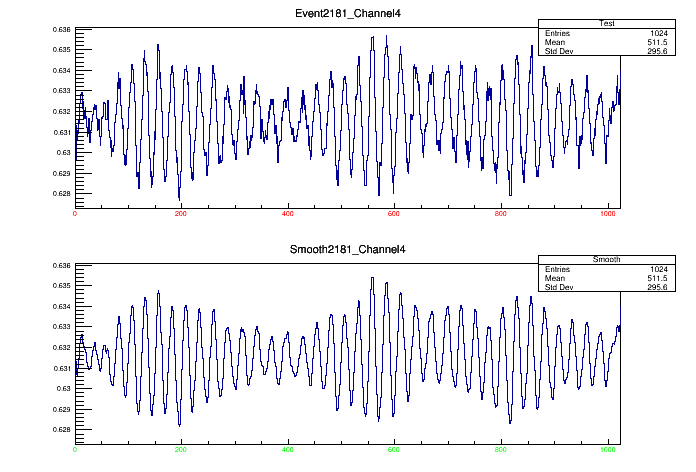 Event2181_Channel4
Test
Entries 1024
Mean 511.5
Std Dev 295.6
0.636
0.635
0.634
0.633
0.632
0.631
0.63
0.629
0.628
0 200 400 600 800 1000
Smooth2181_Channel4
Smooth
Entries 1024
Mean 511.5
Std Dev 295.6
0.636
0.635
0.634
0.633
0.632
0.631
0.63
0.629
0.628
0 200 400 600 800 1000